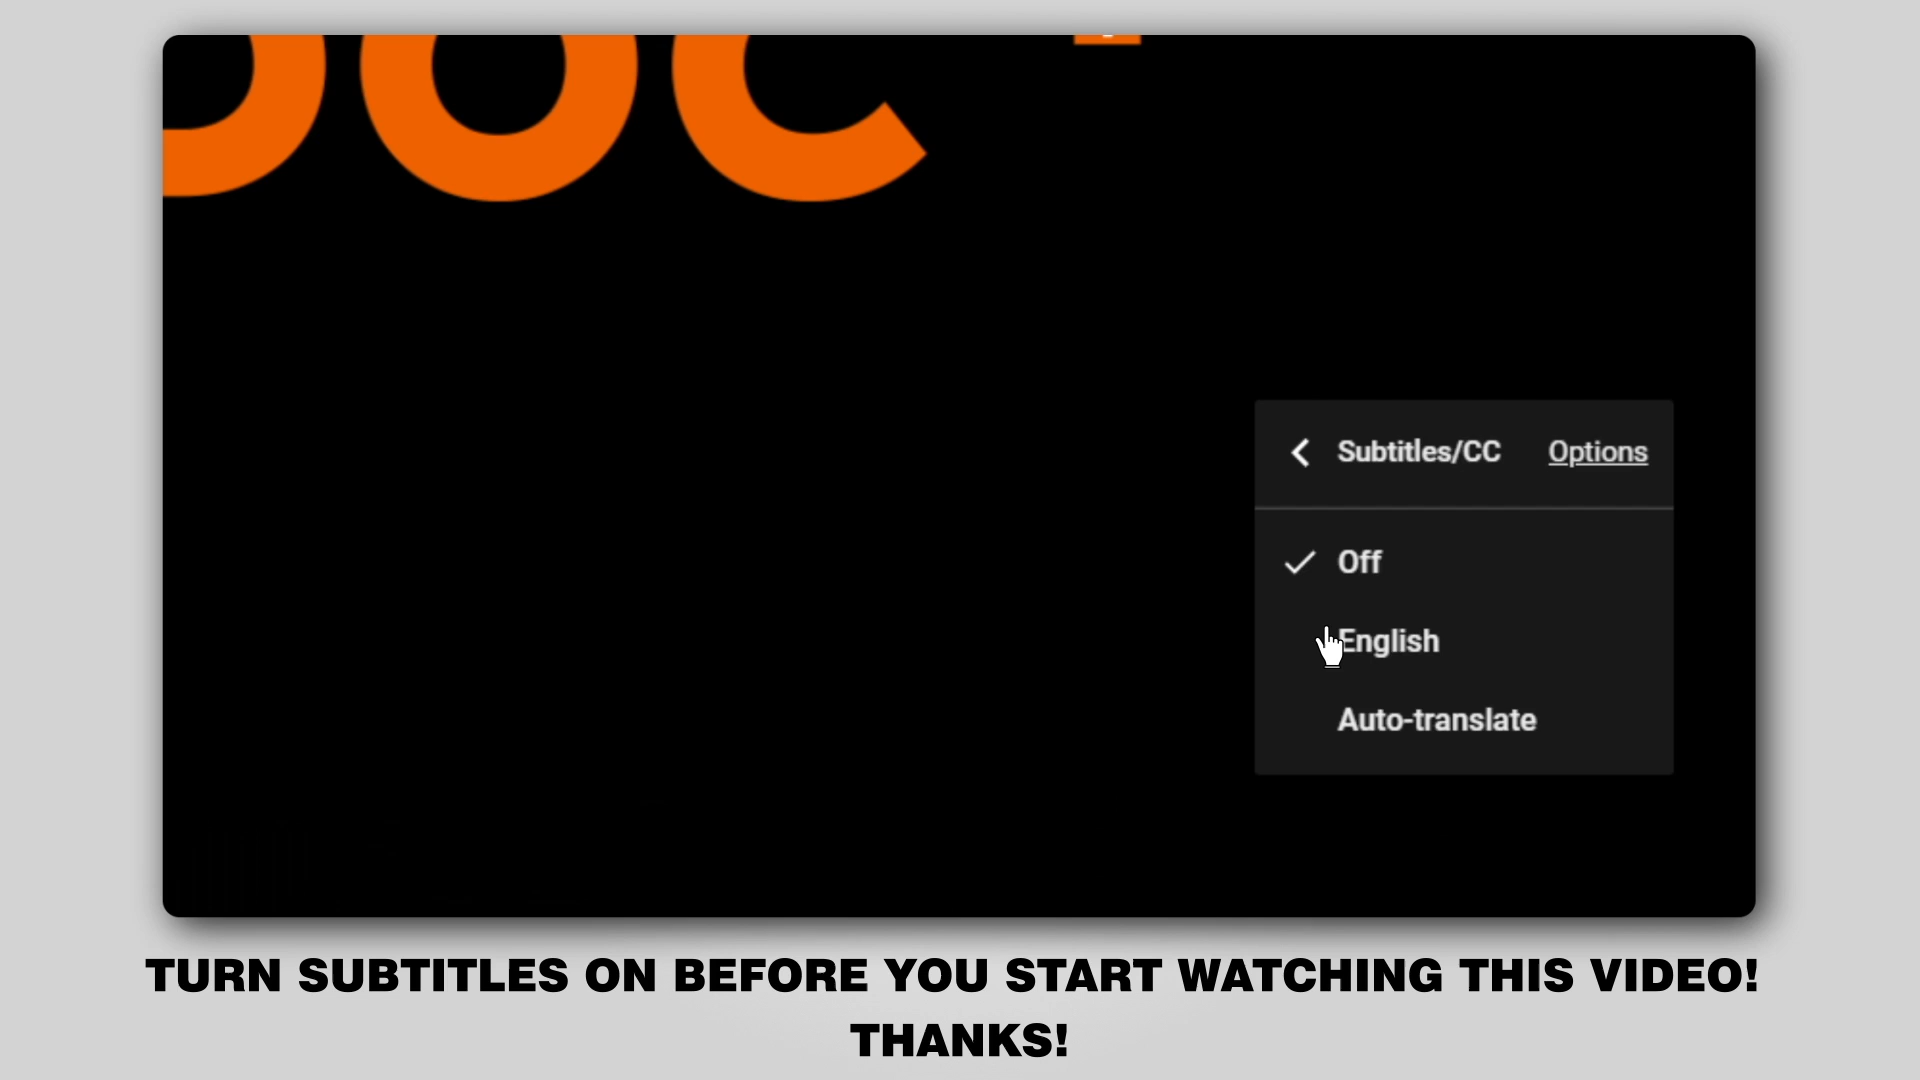 Subtitles/CC Options
Off
English
Auto-translate
TURN SUBTITLES ON BEFORE YOU START WATCHING THIS VIDEO!
THANKS!